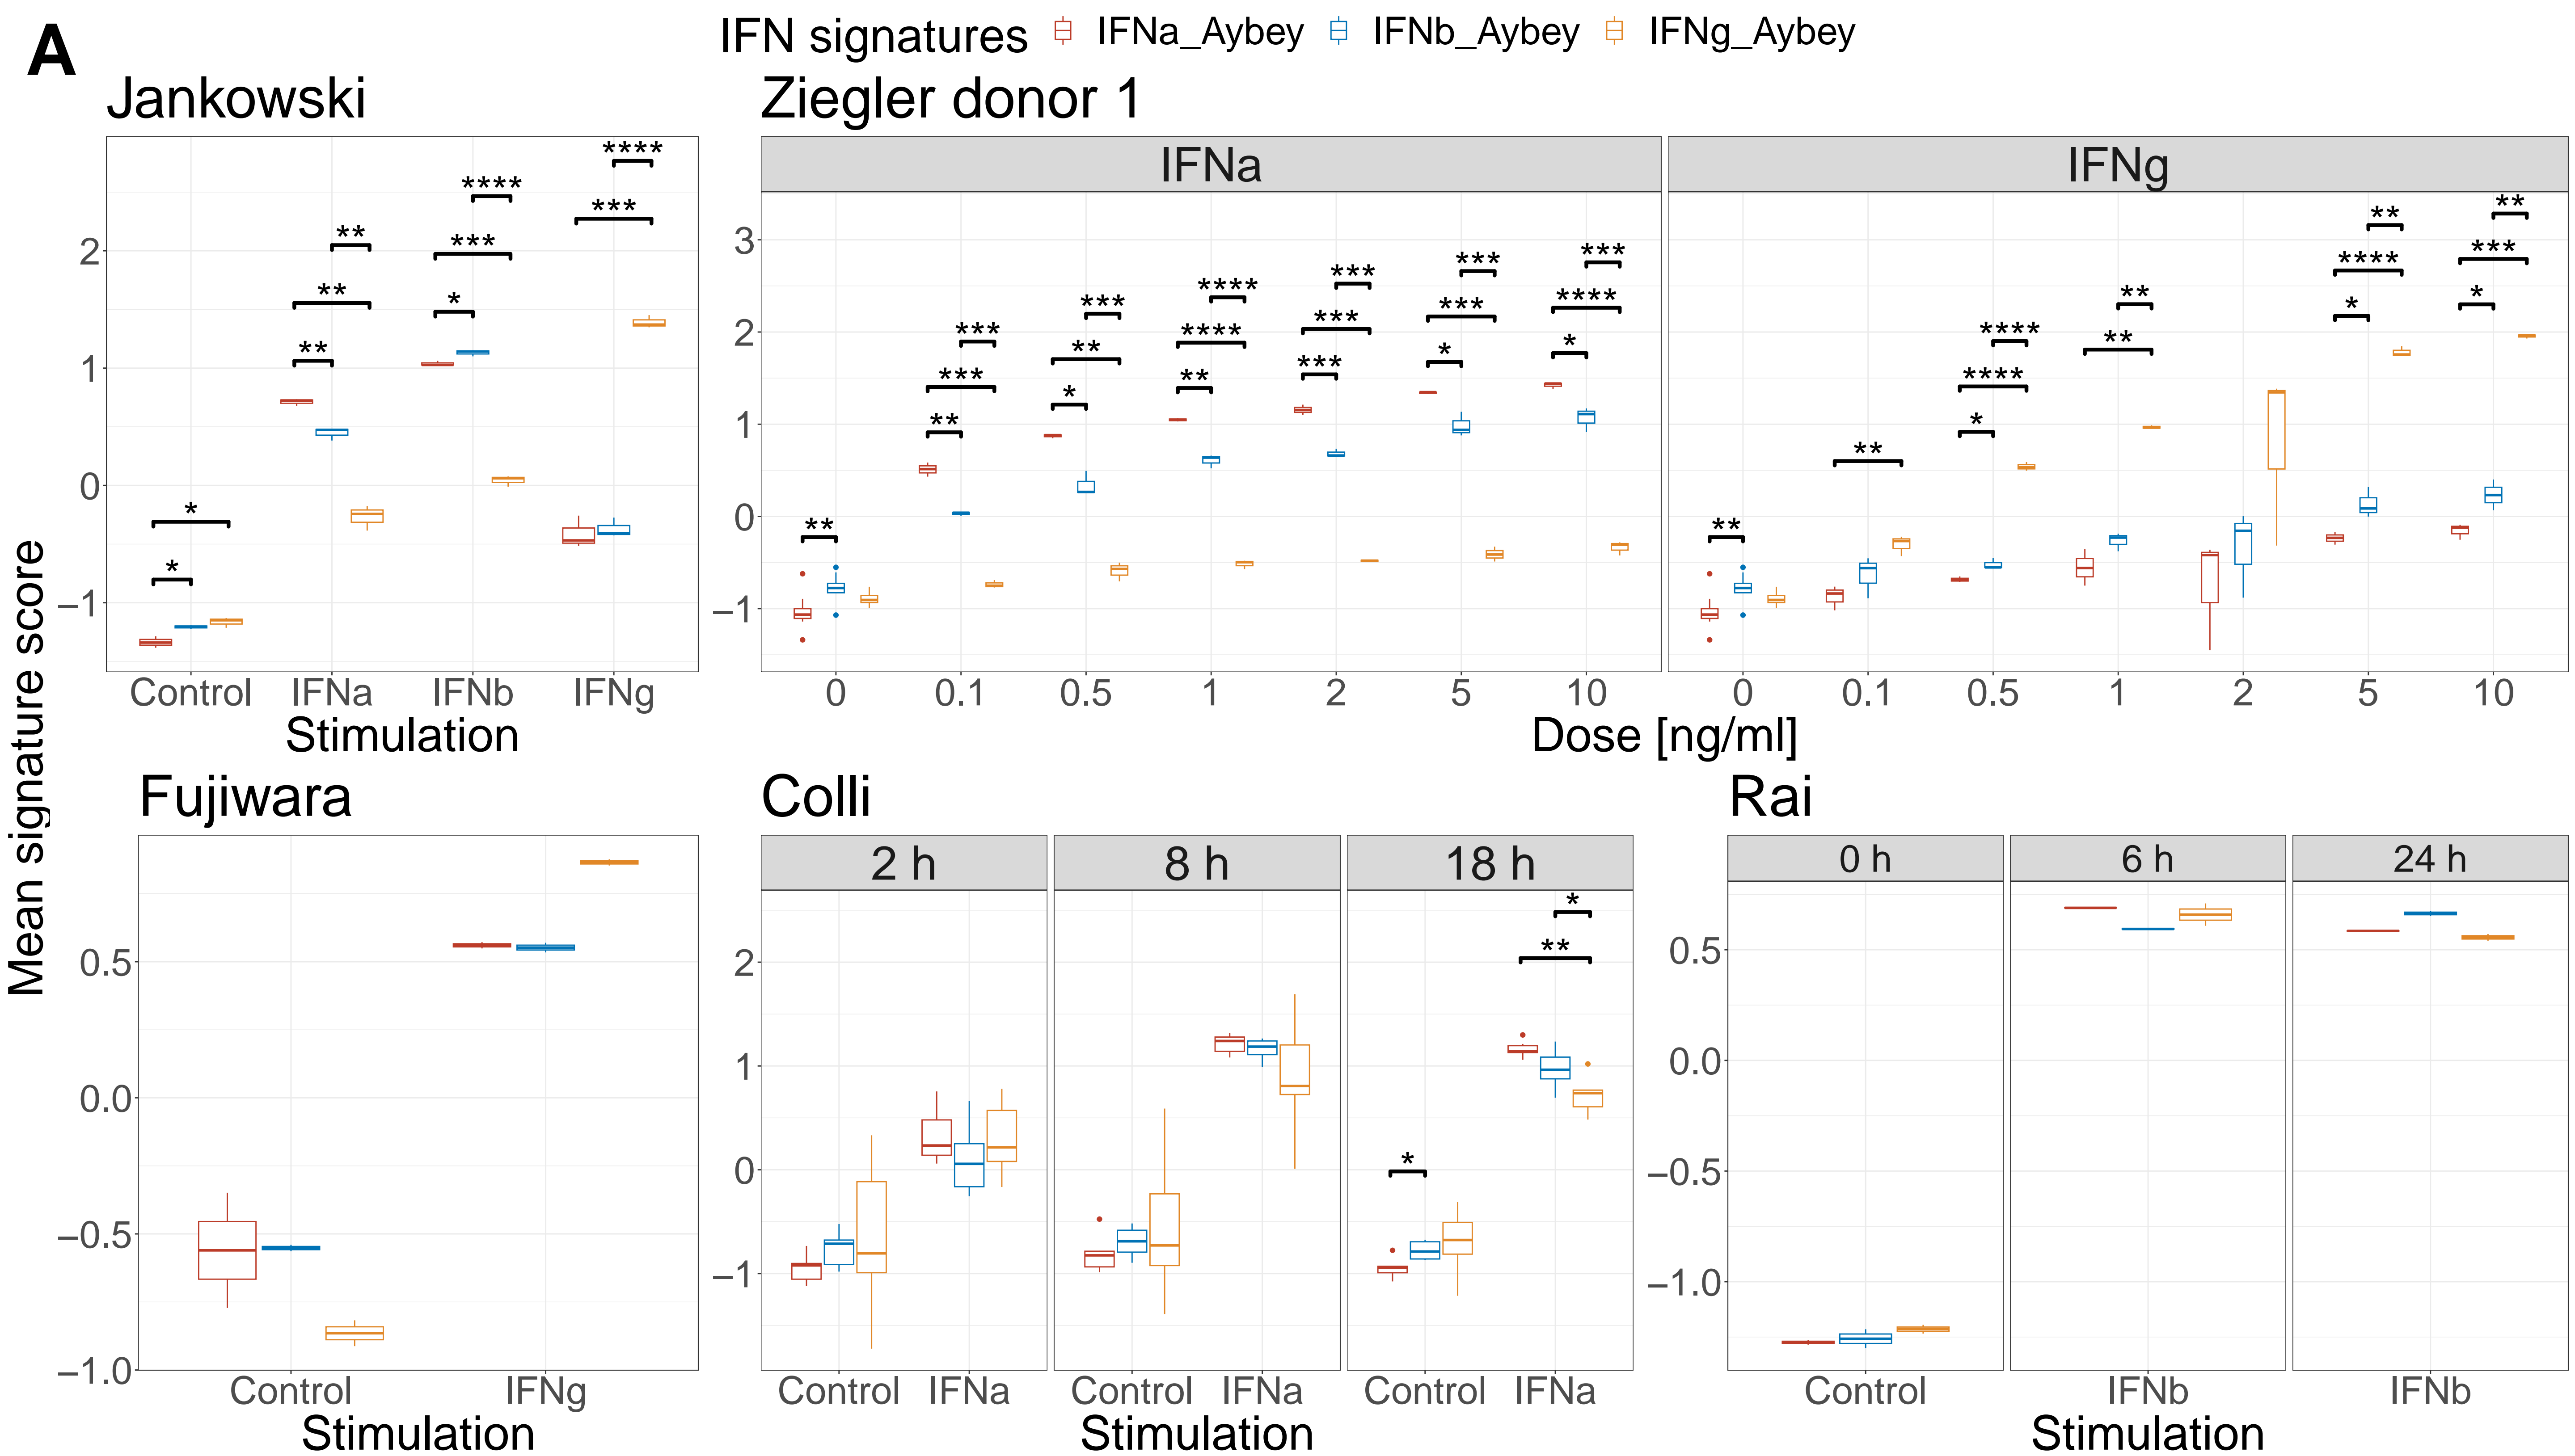 A
IFN signatures IFNa_Aybey IFNb_Aybey IFNg_Aybey
Jankowski
Ziegler donor 1
Mean signature score
IFNa
IFNg
2
1
0
−1
* *
** ** **
* *** ****
*** ****
Control IFNa IFNb IFNg
Stimulation
3
2
1
0
−1
**
** *** ***
* ** ***
** **** ****
*** *** ***
* *** ***
* **** ***
0 0.1 0.5 1 2 5 10
**
**
* **** ****
** **
* **** **
* *** **
0 0.1 0.5 1 2 5 10
Dose [ng/ml]
Fujiwara
0.5
0.0
−0.5
−1.0
Control IFNg
Stimulation
Colli
2 h
8 h
18 h
2
1
0
−1
*
** *
Control IFNa
Control IFNa
Control IFNa
Stimulation
Rai
0 h
6 h
24 h
0.5
0.0
−0.5
−1.0
Control
IFNb
IFNb
Stimulation